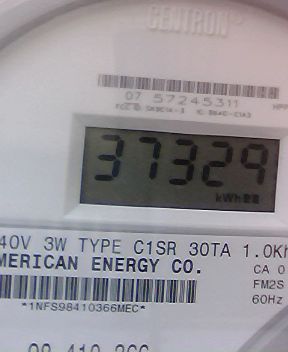 CENTRON
07 57245311
37329
kWh
40V 3W TYPE C1SR 30TA 1.0Kh
MERICAN ENERGY CO.
CA 0
FM2S
*1NFS98410366MEC*
60Hz